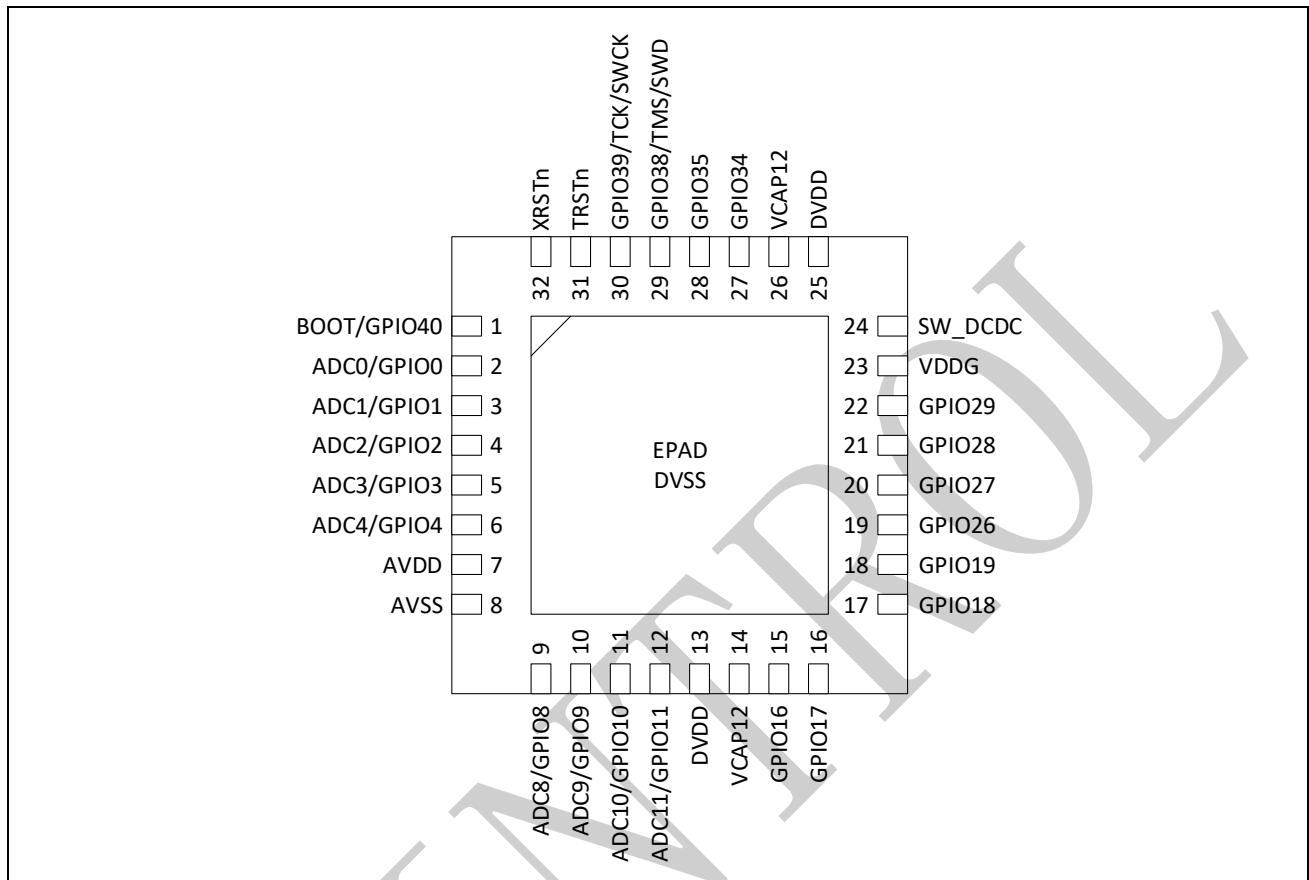 XRSTn
TRSTn
GPIO39/TCK/SWCK
GPIO38/TMS/SWD
GPIO35
GPIO34
VCAP12
DVDD
32
31
30
29
28
27
26
25
BOOT/GPIO40 1
ADC0/GPIO0 2
ADC1/GPIO1 3
ADC2/GPIO2 4
ADC3/GPIO3 5
ADC4/GPIO4 6
AVDD 7
AVSS 8
EPAD
DVSS
24 SW_DCDC
23 VDDG
22 GPIO29
21 GPIO28
20 GPIO27
19 GPIO26
18 GPIO19
17 GPIO18
9
10
11
12
13
14
15
16
ADC8/GPIO8
ADC9/GPIO9
ADC10/GPIO10
ADC11/GPIO11
DVDD
VCAP12
GPIO16
GPIO17
NTROL